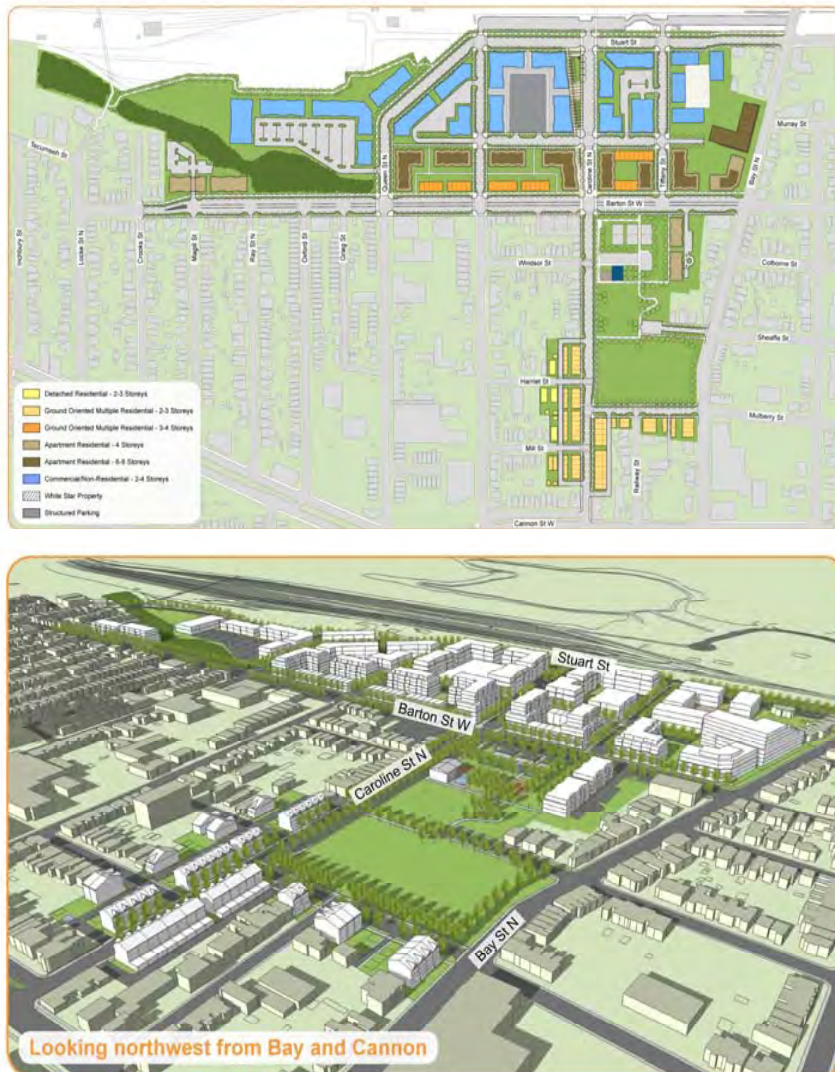 Stuart St
Murray St
Tecumseh St
Queen St N
Caroline St N
Tiffany St
Bay St N
Barton St W
Inchbury St
Locke St N
Crooks St
Magill St
Ray St N
Oxford St
Greig St
Windsor St
Colborne St
Sheaffe St
Harriet St
Mulberry St
Mill St
Railway St
Cannon St W
Detached Residential - 2-3 Storeys
Ground Oriented Multiple Residential - 2-3 Storeys
Ground Oriented Multiple Residential - 3-4 Storeys
Apartment Residential - 4 Storeys
Apartment Residential - 6-8 Storeys
Commercial/Non-Residential - 2-4 Storeys
White Star Property
Structured Parking
Stuart St
Barton St W
Caroline St N
Bay St N
Looking northwest from Bay and Cannon